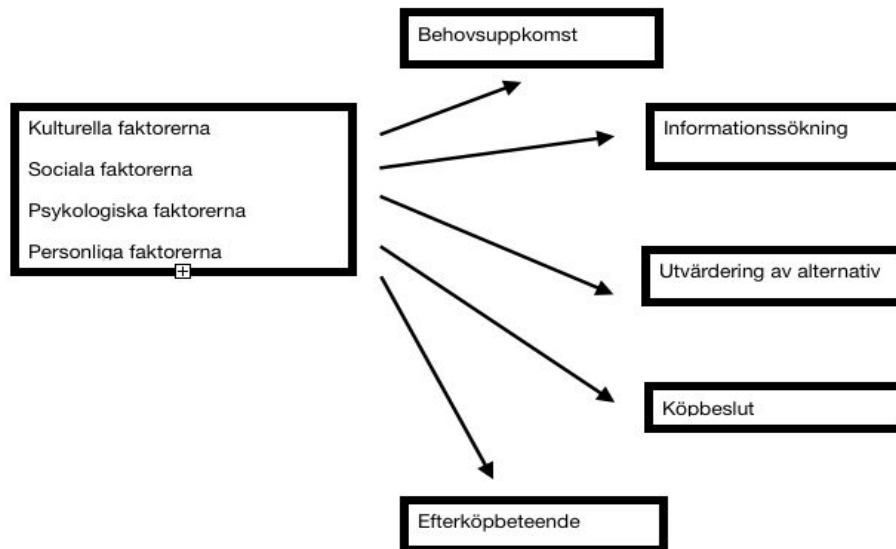 Behovsuppkomst
Kulturella faktorerna
Sociala faktorerna
Psykologiska faktorerna
Personliga faktorerna
Informationssökning
Utvärdering av alternativ
Köpbeslut
Efterköpbeteende